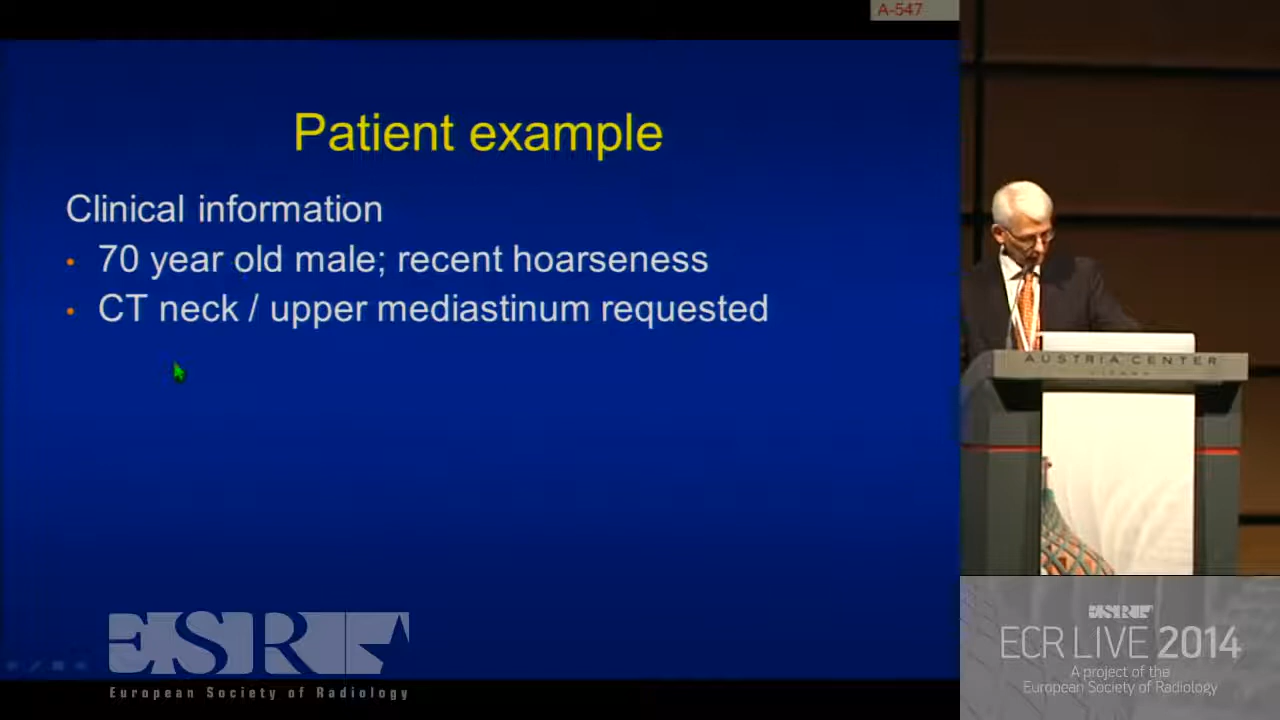 A-547
Patient example
Clinical information
• 70 year old male; recent hoarseness
• CT neck / upper mediastinum requested
ESR
European Society of Radiology
AUSTRIA CENTER
ESR
ECR LIVE 2014
A project of the
European Society of Radiology